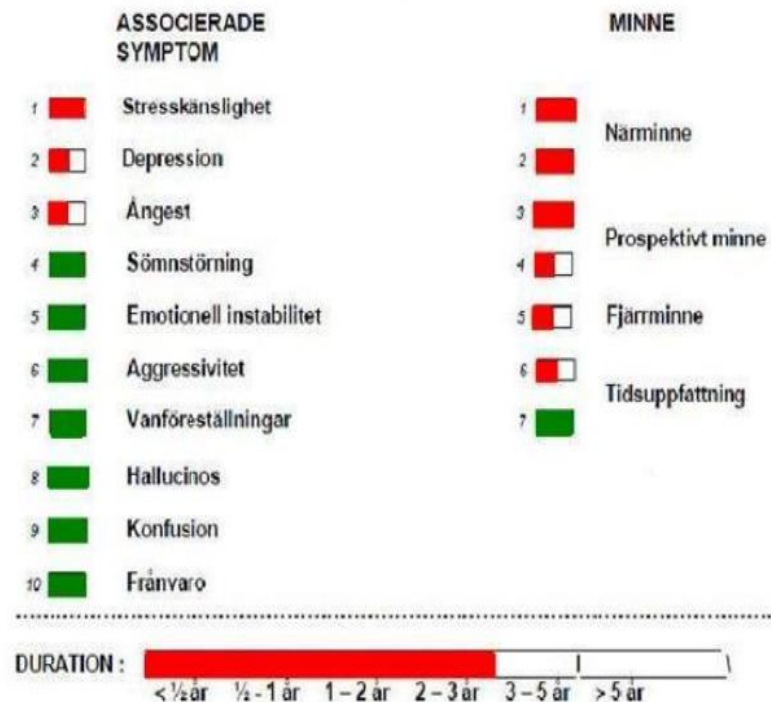 ASSOCIERADE
SYMPTOM
MINNE
1 Stresskänslighet
2 Depression
3 Ångest
4 Sömnstörning
5 Emotionell instabilitet
6 Aggressivitet
7 Vanföreställningar
8 Hallucinos
9 Konfusion
10 Frånvaro
1
Närminne
2
3
Prospektivt minne
4
5 Fjärrminne
6
Tidsuppfattning
7
DURATION :
< ½ år ½ - 1 år 1 – 2 år 2 – 3 år 3 – 5 år > 5 år